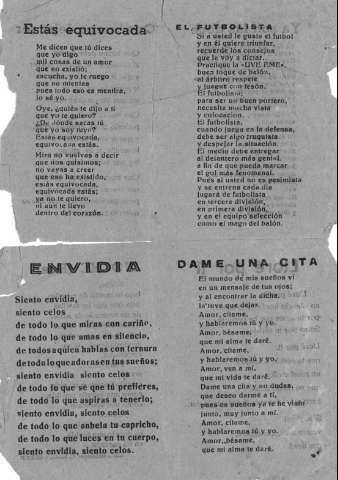 Estás equivocada
Me dicen que tú dices
que yo digo
mil cosas de un amor
que no existió;
escucha, yo te ruego
que no mientas
pues todo eso es mentira,
lo sé yo.
Oye, ¿quién te dijo a tí
que yo te quiero?
¿De dónde sacas tú
que yo soy tuyo?
Estás equivocada,
equivocada estás.
Mira no vuelvas a decir
que nos quisimos;
no vayas a creer
que eso ha existido,
estás equivocada,
equivocada estás;
ya no te quiero,
ni aún te llevo
dentro del corazón.
EL FUTBOLISTA
Si a usted le gusta el fútbol
y en él quiere triunfar,
recuerde los consejos
que le voy a dictar.
Practique la
buen toque de balón,
al árbitro respete
y juegue con tesón.
El futbolista;
para ser un buen portero,
necesita mucha vista
y colocación.
El futbolista,
cuando juega en la defensa,
debe ser algo truquista
y despejar la situación.
El medio debe entregar
al delantero más genial,
a fin de que pueda marcar
el gol más fenomenal.
Pues si usted no es pesimista
y se entrena cada día
jugará de futbolista
en tercera división,
en primera división,
y en el equipo selección
como el mago del balón.
ENVIDIA
Siento envidia,
siento celos
de todo lo que miras con cariño,
de todo lo que amas en silencio,
de todos a quien hablas con ternura
de todo lo que adoras en tus sueños;
siento envidia siento celos
de todo lo que sé que tú prefieres,
de todo lo que aspiras a tenerlo;
siento envidia, siento celos
de todo lo que anhela tu capricho,
de todo lo que luces en tu cuerpo,
siento envidia, siento celos.
DAME UNA CITA
El mundo de mis sueños vi
en un mensaje de tus ojos;
y al encontrar la dicha,
la tuve que dejar.
Amor, cítame,
y hablaremos tú y yo.
Amor, bésame,
que mi alma te daré.
Amor, cítame,
y hablaremos tú y yo.
Amor, ven a mí,
que mi vida te daré.
Dame una cita y no dudes,
que deseo darme a tí,
pues en sueños ya te he visto
junto, muy junto a mí.
Amor, cítame,
y hablaremos tú y yo.
Amor, bésame,
que mi alma te daré.